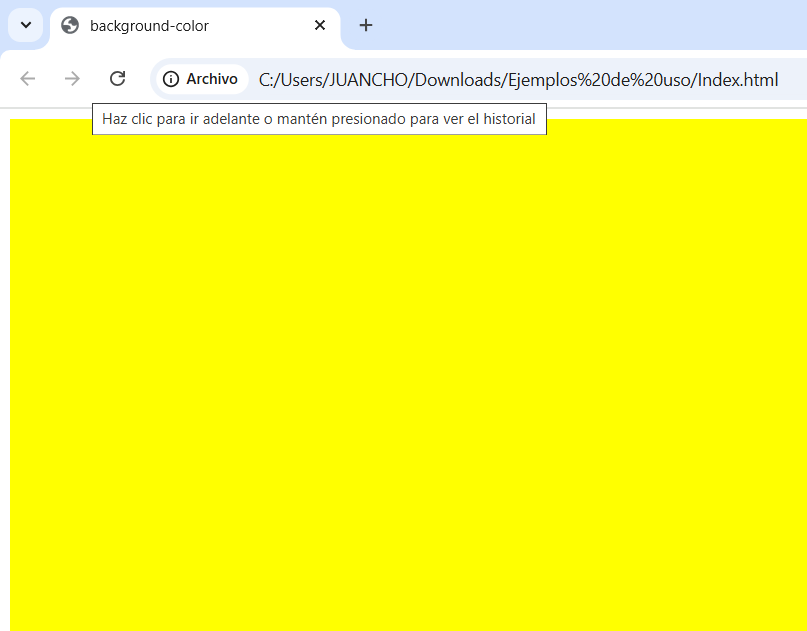 background-color
Archivo C:/Users/JUANCHO/Downloads/Ejemplos%20de%20uso/Index.html
Haz clic para ir adelante o mantén presionado para ver el historial